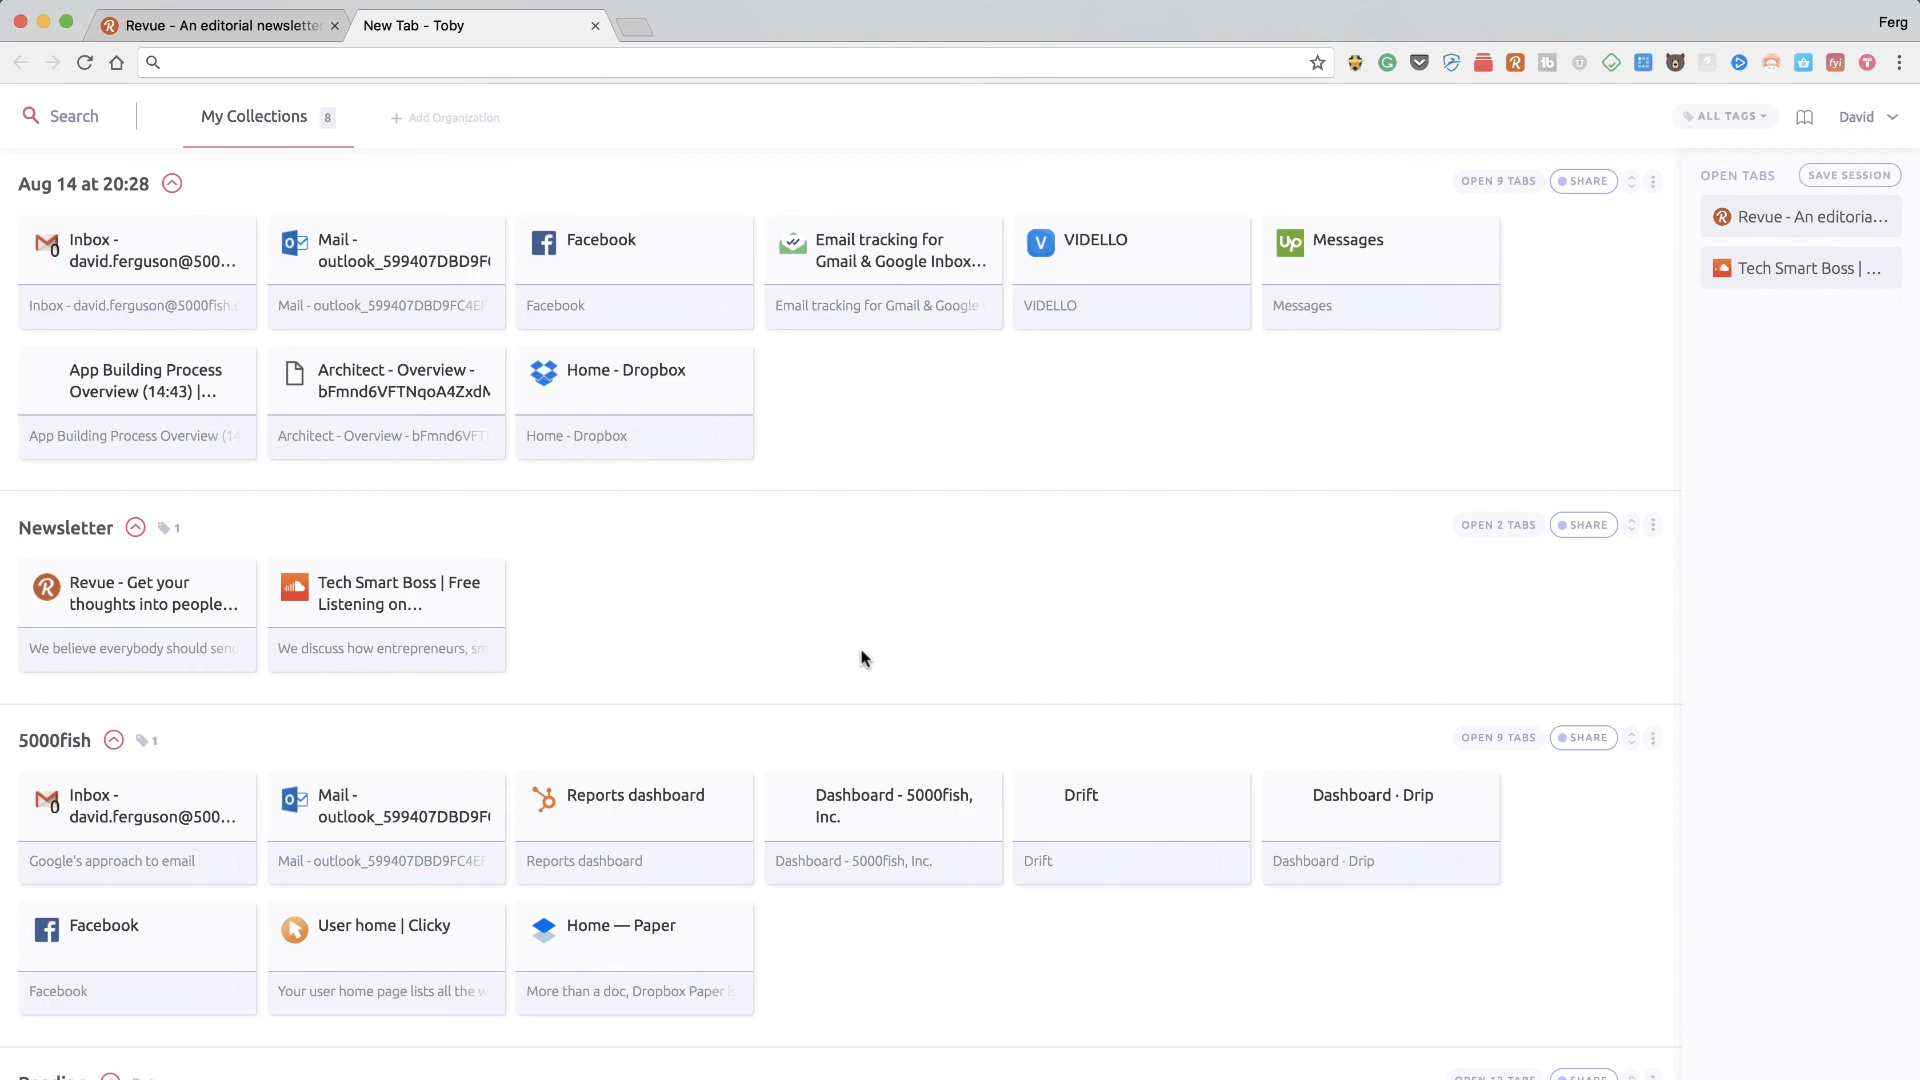 Revue - An editorial newslette
New Tab - Toby
Ferg
Search
My Collections 8
+ Add Organization
ALL TAGS
David
Aug 14 at 20:28
OPEN 9 TABS
SHARE
OPEN TABS
SAVE SESSION
Revue - An editoria...
Tech Smart Boss | ...
Inbox -
david.ferguson@500...
Inbox - david.ferguson@5000fish.
Mail -
outlook_599407DBD9F
Mail - outlook_599407DBD9FC4EF
Facebook
Facebook
Email tracking for
Gmail & Google Inbox...
Email tracking for Gmail & Google
VIDELLO
VIDELLO
Messages
Messages
App Building Process
Overview (14:43) |...
App Building Process Overview (14
Architect - Overview -
bFmnd6VFTNqoA4Zxd
Architect - Overview - bFmnd6VFT
Home - Dropbox
Home - Dropbox
Newsletter
1
OPEN 2 TABS
SHARE
Revue - Get your
thoughts into people...
We believe everybody should send
Tech Smart Boss | Free
Listening on...
We discuss how entrepreneurs, sm
5000fish
1
OPEN 9 TABS
SHARE
Inbox -
david.ferguson@500...
Google's approach to email
Mail -
outlook_599407DBD9F
Mail - outlook_599407DBD9FC4EF
Reports dashboard
Reports dashboard
Dashboard - 5000fish,
Inc.
Dashboard - 5000fish, Inc.
Drift
Drift
Dashboard · Drip
Dashboard · Drip
Facebook
Facebook
User home | Clicky
Your user home page lists all the w
Home — Paper
More than a doc, Dropbox Paper is